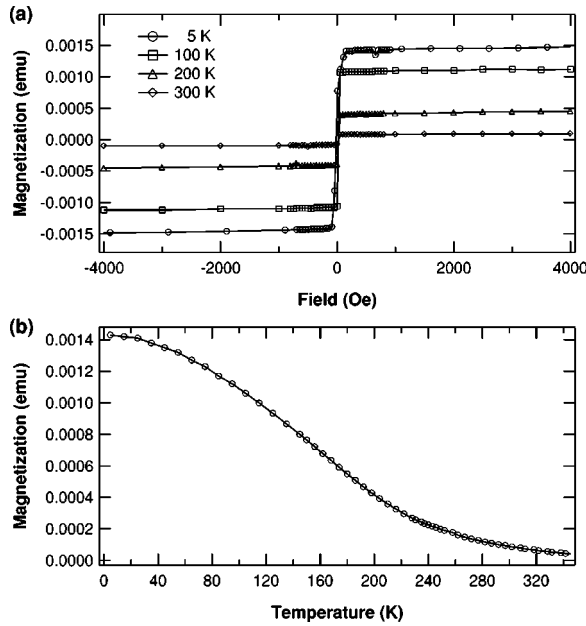 (a)
5 K
100 K
200 K
300 K
Magnetization (emu)
0.0015
0.0010
0.0005
0.0000
-0.0005
-0.0010
-0.0015
-4000 -2000 0 2000 4000
Field (Oe)
(b)
Magnetization (emu)
0.0014
0.0012
0.0010
0.0008
0.0006
0.0004
0.0002
0.0000
0 40 80 120 160 200 240 280 320
Temperature (K)